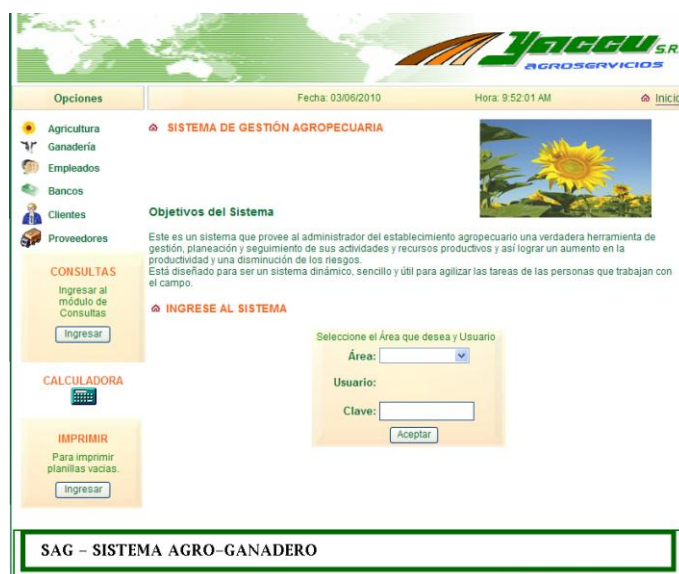 Yaccu S.R
AGROSERVICIOS
Opciones
Fecha: 03/06/2010
Hora: 9:52:01 AM
Inicio
Agricultura
Ganadería
Empleados
Bancos
Clientes
Proveedores
CONSULTAS
Ingresar al
módulo de
Consultas
Ingresar
CALCULADORA
IMPRIMIR
Para imprimir
planillas vacias.
Ingresar
SISTEMA DE GESTIÓN AGROPECUARIA
Objetivos del Sistema
Este es un sistema que provee al administrador del establecimiento agropecuario una verdadera herramienta de
gestión, planeación y seguimiento de sus actividades y recursos productivos y así lograr un aumento en la
productividad y una disminución de los riesgos.
Está diseñado para ser un sistema dinámico, sencillo y útil para agilizar las tareas de las personas que trabajan con
el campo.
INGRESE AL SISTEMA
Seleccione el Área que desea y Usuario
Área:
Usuario:
Clave:
Aceptar
SAG - SISTEMA AGRO-GANADERO